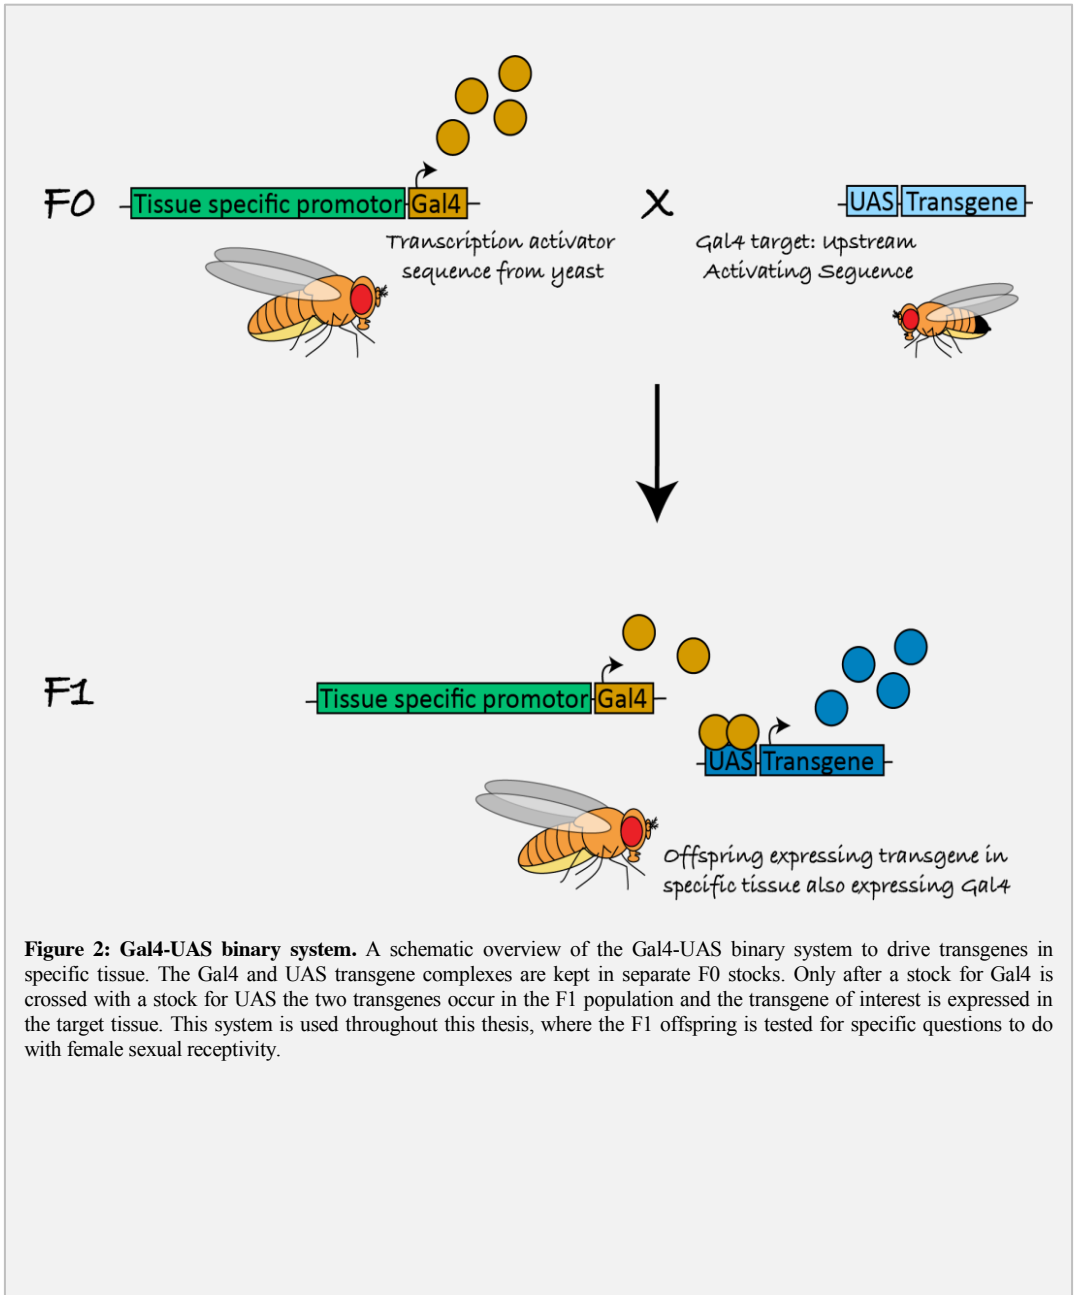 F0
Tissue specific promotor Gal4
X
UAS Transgene
Transcription activator
sequence from yeast
Gal4 target: Upstream
Activating Sequence
F1
Tissue specific promotor Gal4
UAS Transgene
Offspring expressing transgene in
specific tissue also expressing Gal4
Figure 2: Gal4-UAS binary system. A schematic overview of the Gal4-UAS binary system to drive transgenes in
specific tissue. The Gal4 and UAS transgene complexes are kept in separate F0 stocks. Only after a stock for Gal4 is
crossed with a stock for UAS the two transgenes occur in the F1 population and the transgene of interest is expressed in
the target tissue. This system is used throughout this thesis, where the F1 offspring is tested for specific questions to do
with female sexual receptivity.